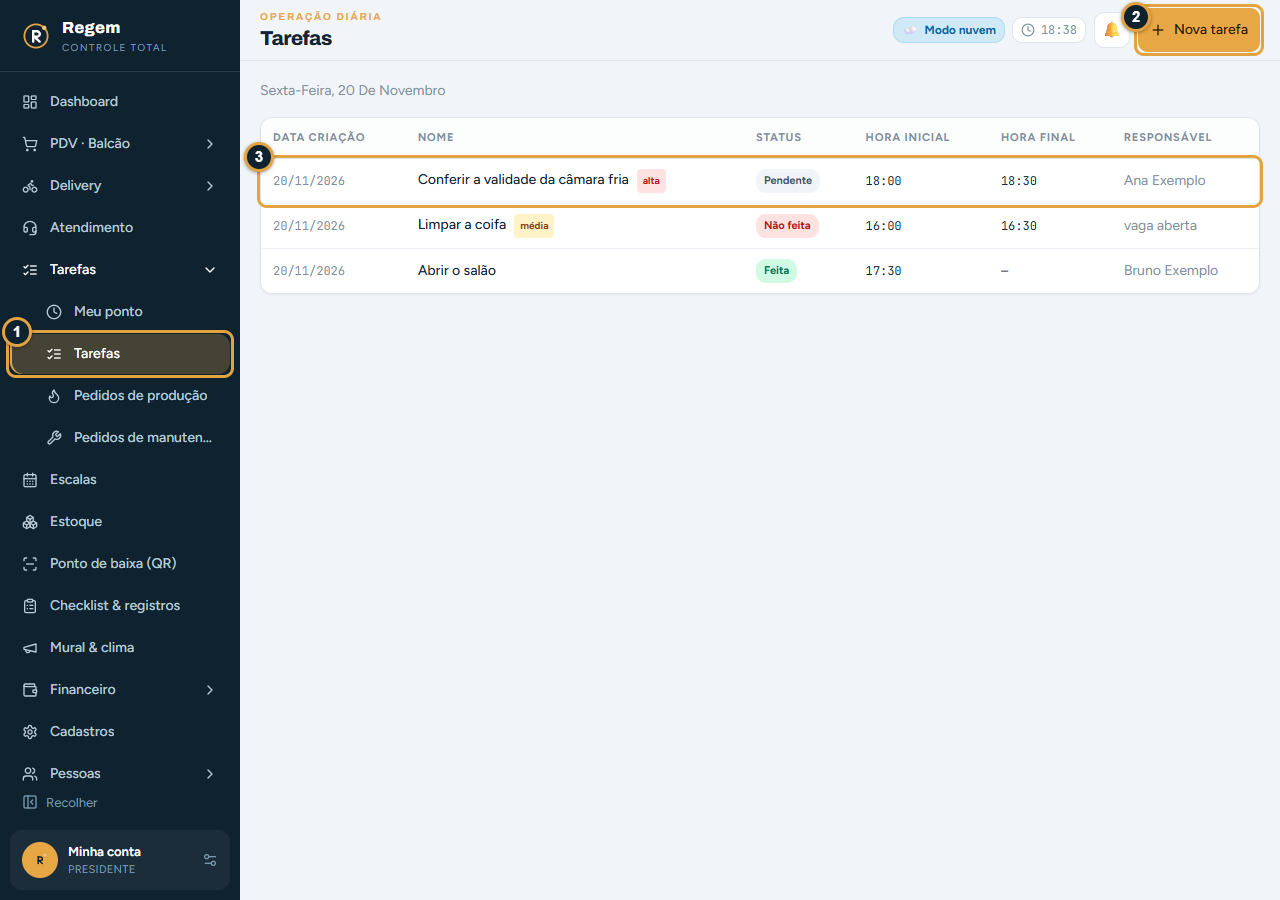 Regem
CONTROLE TOTAL
Dashboard
PDV · Balcão
Delivery
Atendimento
Tarefas
Meu ponto
1
Tarefas
Pedidos de produção
Pedidos de manuten...
Escalas
Estoque
Ponto de baixa (QR)
Checklist & registros
Mural & clima
Financeiro
Cadastros
Pessoas
Recolher
R
Minha conta
PRESIDENTE
OPERAÇÃO DIÁRIA
Tarefas
Modo nuvem
18:38
2
+ Nova tarefa
Sexta-Feira, 20 De Novembro
DATA CRIAÇÃO NOME STATUS HORA INICIAL HORA FINAL RESPONSÁVEL
3
20/11/2026 Conferir a validade da câmara fria alta Pendente 18:00 18:30 Ana Exemplo
20/11/2026 Limpar a coifa média Não feita 16:00 16:30 vaga aberta
20/11/2026 Abrir o salão Feita 17:30 — Bruno Exemplo